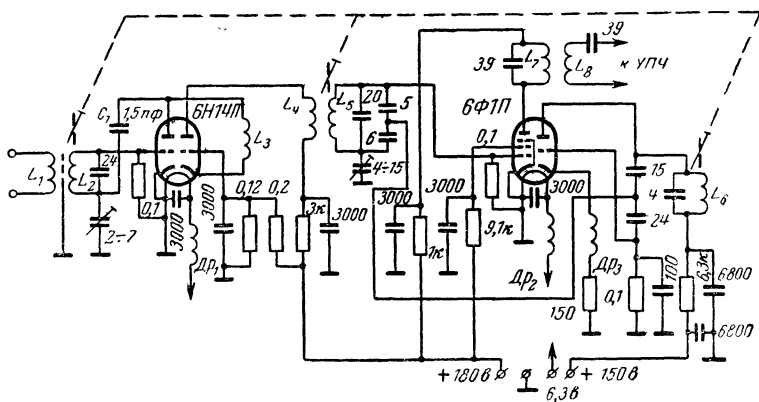 C₁ 1,5пф
6Н14П
L₁
L₂
24
2÷7
0,1
3000
Др₁
3000
L₃
0,12
0,2
L₄
3к
3000
L₅
20
5
6
4÷15
39
L₇
L₈
39
к УПЧ
6Ф1П
0,1
3000
1к
3000
9,1к
3000
Др₂
Др₃
150
0,1
15
4
24
L₆
100
6,3к
6800
6800
+180в
6,3в
+150в